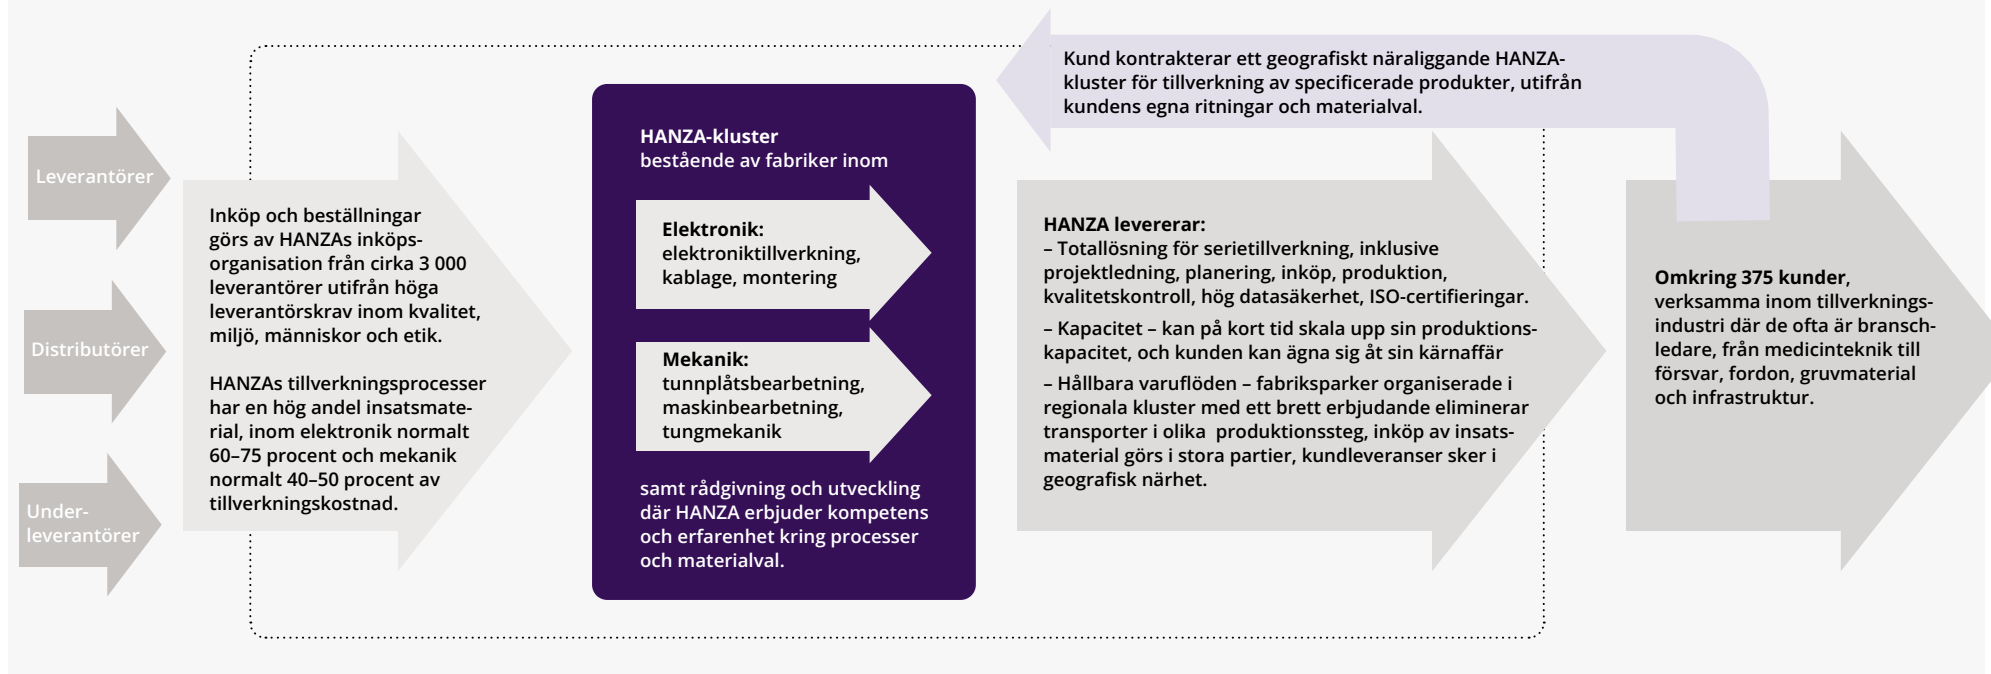 Leverantörer
Distributörer
Under-
leverantörer
Inköp och beställningar
görs av HANZAs inköps-
organisation från cirka 3 000
leverantörer utifrån höga
leverantörskrav inom kvalitet,
miljö, människor och etik.
HANZAs tillverkningsprocesser
har en hög andel insatsmate-
rial, inom elektronik normalt
60–75 procent och mekanik
normalt 40–50 procent av
tillverkningskostnad.
HANZA-kluster
bestående av fabriker inom
Elektronik:
elektroniktillverkning,
kablage, montering
Mekanik:
tunnplåtsbearbetning,
maskinbearbetning,
tungmekanik
samt rådgivning och utveckling
där HANZA erbjuder kompetens
och erfarenhet kring processer
och materialval.
Kund kontrakterar ett geografiskt näraliggande HANZA-
kluster för tillverkning av specificerade produkter, utifrån
kundens egna ritningar och materialval.
HANZA levererar:
– Totallösning för serietillverkning, inklusive
projektledning, planering, inköp, produktion,
kvalitetskontroll, hög datasäkerhet, ISO-certifieringar.
– Kapacitet – kan på kort tid skala upp sin produktions-
kapacitet, och kunden kan ägna sig åt sin kärnaffär
– Hållbara varuflöden – fabriksparker organiserade i
regionala kluster med ett brett erbjudande eliminerar
transporter i olika produktionssteg, inköp av insats-
material görs i stora partier, kundleveranser sker i
geografisk närhet.
Omkring 375 kunder,
verksamma inom tillverknings-
industri där de ofta är bransch-
ledare, från medicinteknik till
försvar, fordon, gruvmaterial
och infrastruktur.